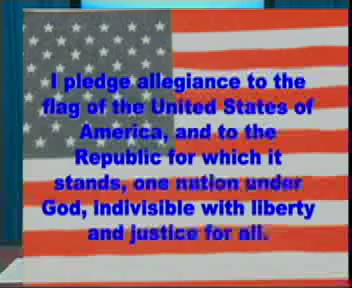 I pledge allegiance to the
flag of the United States of
America, and to the
Republic for which it
stands, one nation under
God, indivisible with liberty
and justice for all.